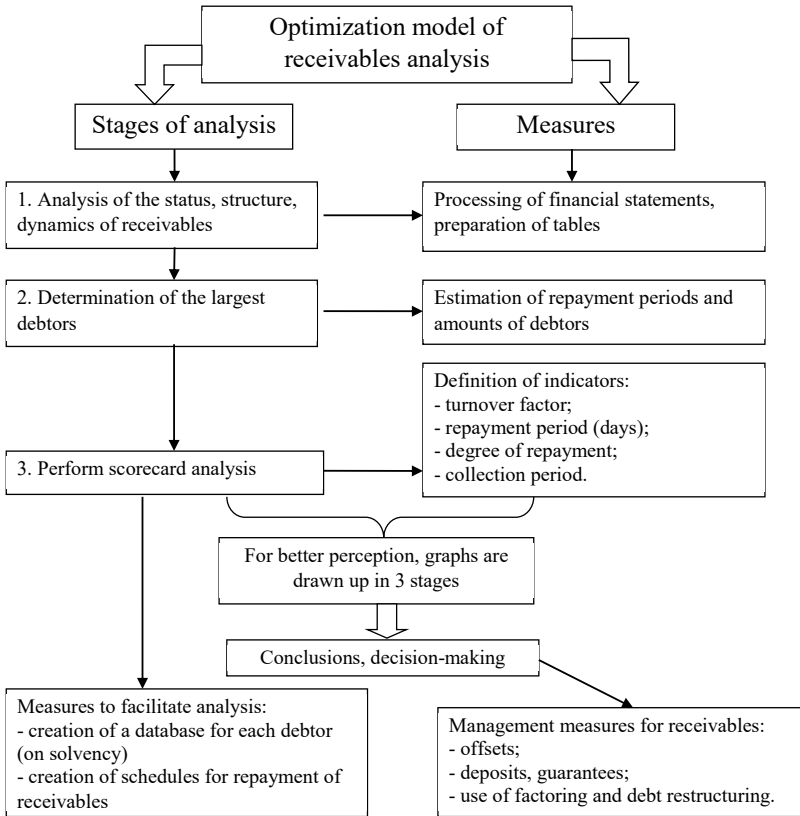 Optimization model of
receivables analysis
Stages of analysis
Measures
1. Analysis of the status, structure,
dynamics of receivables
Processing of financial statements,
preparation of tables
2. Determination of the largest
debtors
Estimation of repayment periods and
amounts of debtors
Definition of indicators:
- turnover factor;
- repayment period (days);
- degree of repayment;
- collection period.
3. Perform scorecard analysis
For better perception, graphs are
drawn up in 3 stages
Conclusions, decision-making
Measures to facilitate analysis:
- creation of a database for each debtor
(on solvency)
- creation of schedules for repayment of
receivables
Management measures for receivables:
- offsets;
- deposits, guarantees;
- use of factoring and debt restructuring.